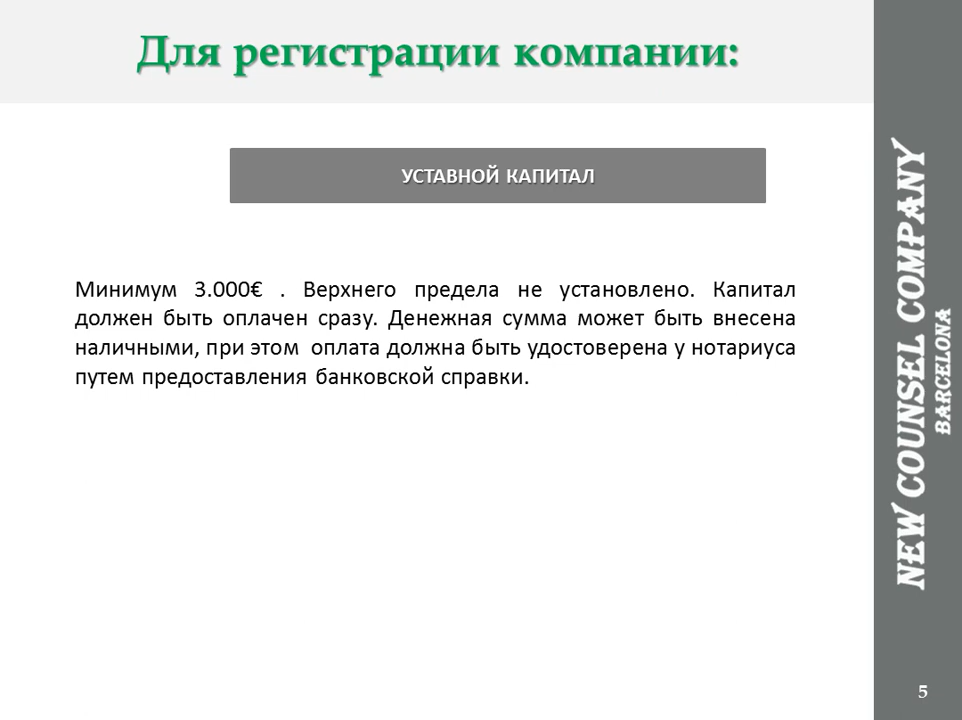 Для регистрации компании:
УСТАВНОЙ КАПИТАЛ
Минимум 3.000€ . Верхнего предела не установлено. Капитал
должен быть оплачен сразу. Денежная сумма может быть внесена
наличными, при этом  оплата должна быть удостоверена у нотариуса
путем предоставления банковской справки.
NEW COUNSEL COMPANY
BARCELONA
5